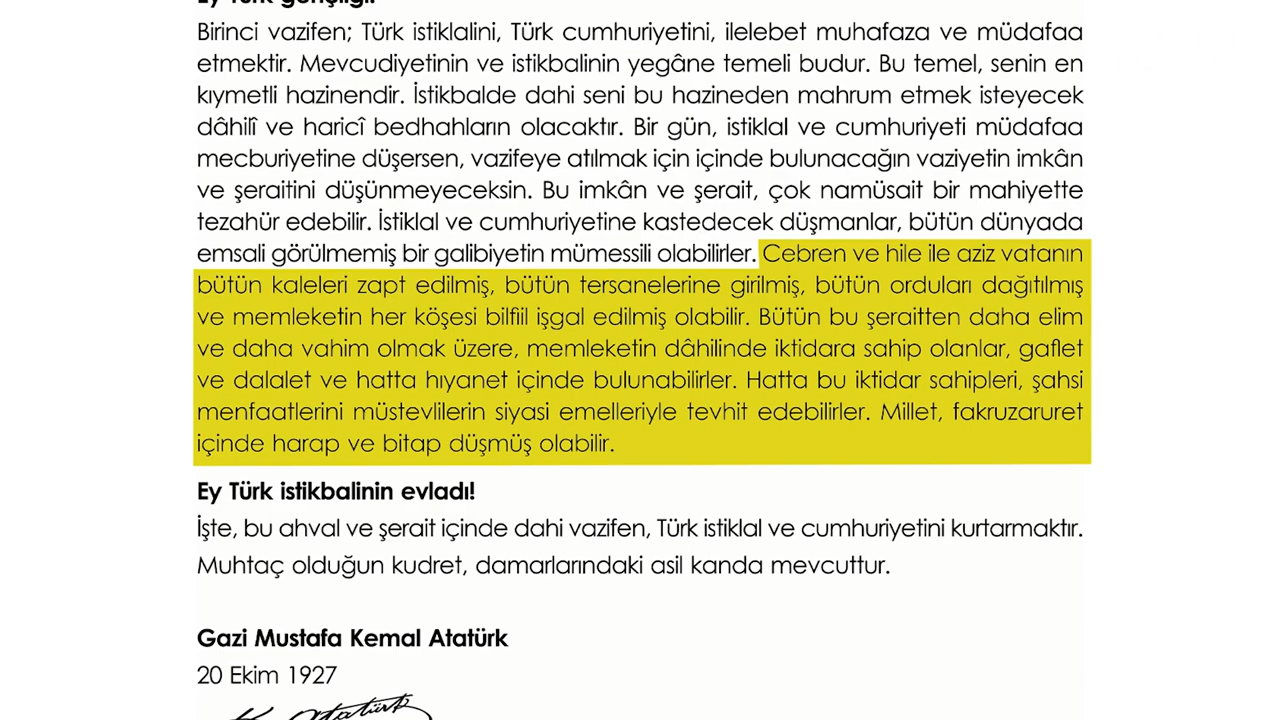 Ey Türk gençliği!
Birinci vazifen; Türk istiklalini, Türk cumhuriyetini, ilelebet muhafaza ve müdafaa
etmektir. Mevcudiyetinin ve istikbalinin yegâne temeli budur. Bu temel, senin en
kıymetli hazinendir. İstikbalde dahi seni bu hazineden mahrum etmek isteyecek
dâhilî ve haricî bedhahların olacaktır. Bir gün, istiklal ve cumhuriyeti müdafaa
mecburiyetine düşersen, vazifeye atılmak için içinde bulunacağın vaziyetin imkân
ve şeraitini düşünmeyeceksin. Bu imkân ve şerait, çok namüsait bir mahiyette
tezahür edebilir. İstiklal ve cumhuriyetine kastedecek düşmanlar, bütün dünyada
emsali görülmemiş bir galibiyetin mümessili olabilirler. Cebren ve hile ile aziz vatanın
bütün kaleleri zapt edilmiş, bütün tersanelerine girilmiş, bütün orduları dağıtılmış
ve memleketin her köşesi bilfiil işgal edilmiş olabilir. Bütün bu şeraitten daha elim
ve daha vahim olmak üzere, memleketin dâhilinde iktidara sahip olanlar, gaflet
ve dalalet ve hatta hıyanet içinde bulunabilirler. Hatta bu iktidar sahipleri, şahsi
menfaatlerini müstevlilerin siyasi emelleriyle tevhit edebilirler. Millet, fakruzaruret
içinde harap ve bitap düşmüş olabilir.
Ey Türk istikbalinin evladı!
İşte, bu ahval ve şerait içinde dahi vazifen, Türk istiklal ve cumhuriyetini kurtarmaktır.
Muhtaç olduğun kudret, damarlarındaki asil kanda mevcuttur.
Gazi Mustafa Kemal Atatürk
20 Ekim 1927
K. Atatürk